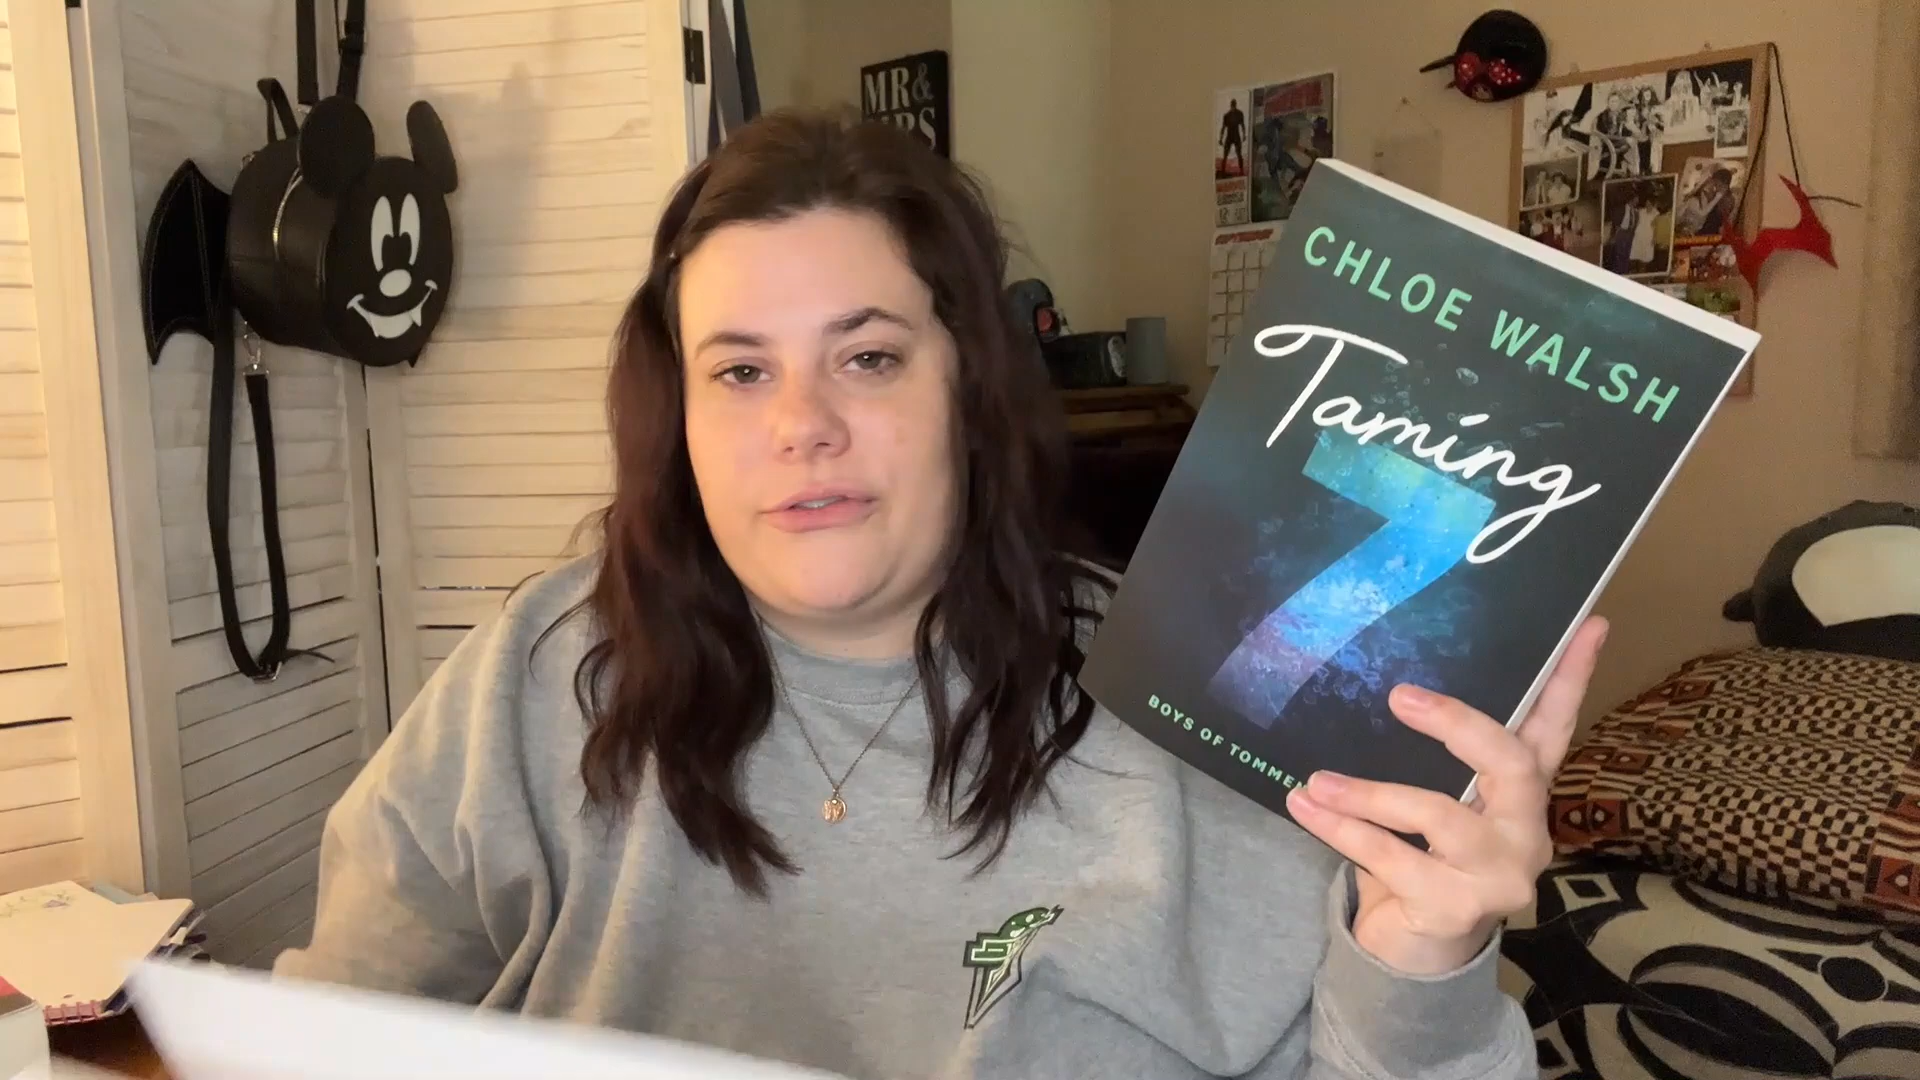 MR &
CHLOE WALSH
Taming
7
BOYS OF TOMMEN